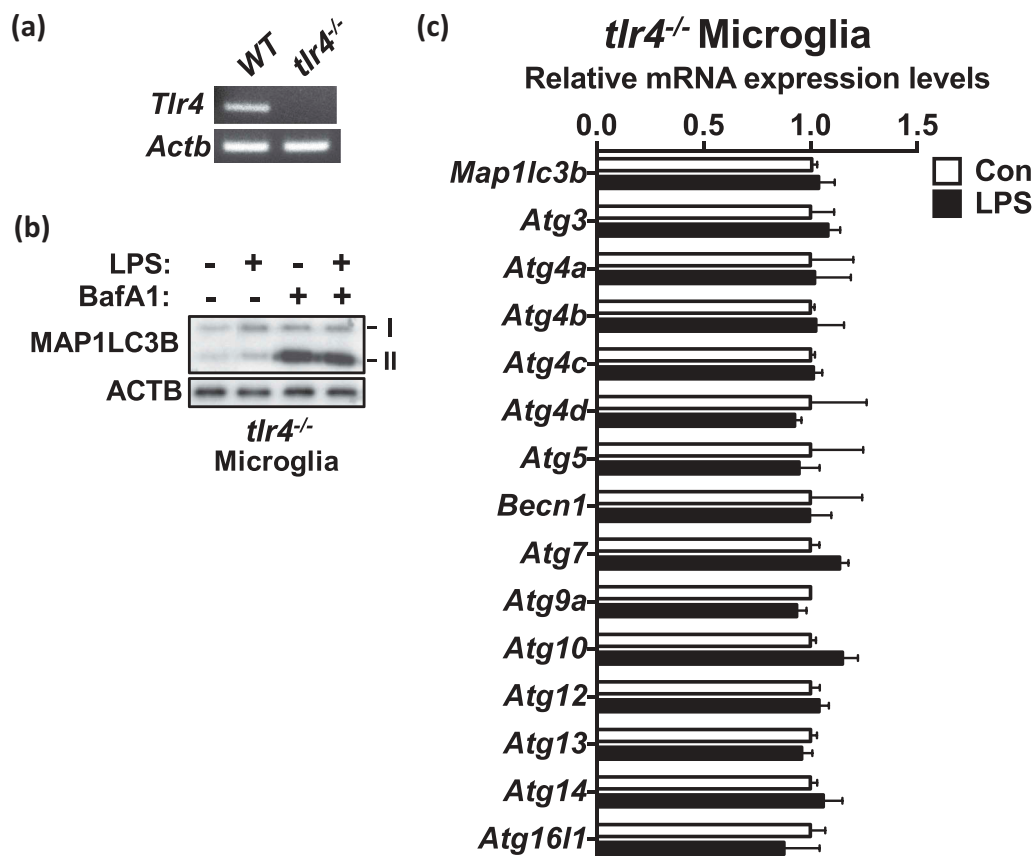 (a)
WT tlr4-/-
Tlr4
Actb
(b)
LPS: - + - +
BafA1: - - + +
MAP1LC3B
- I
- II
ACTB
tlr4-/-
Microglia
(c)
tlr4-/- Microglia
Relative mRNA expression levels
0.0 0.5 1.0 1.5
Con
LPS
Map1lc3b
Atg3
Atg4a
Atg4b
Atg4c
Atg4d
Atg5
Becn1
Atg7
Atg9a
Atg10
Atg12
Atg13
Atg14
Atg16l1